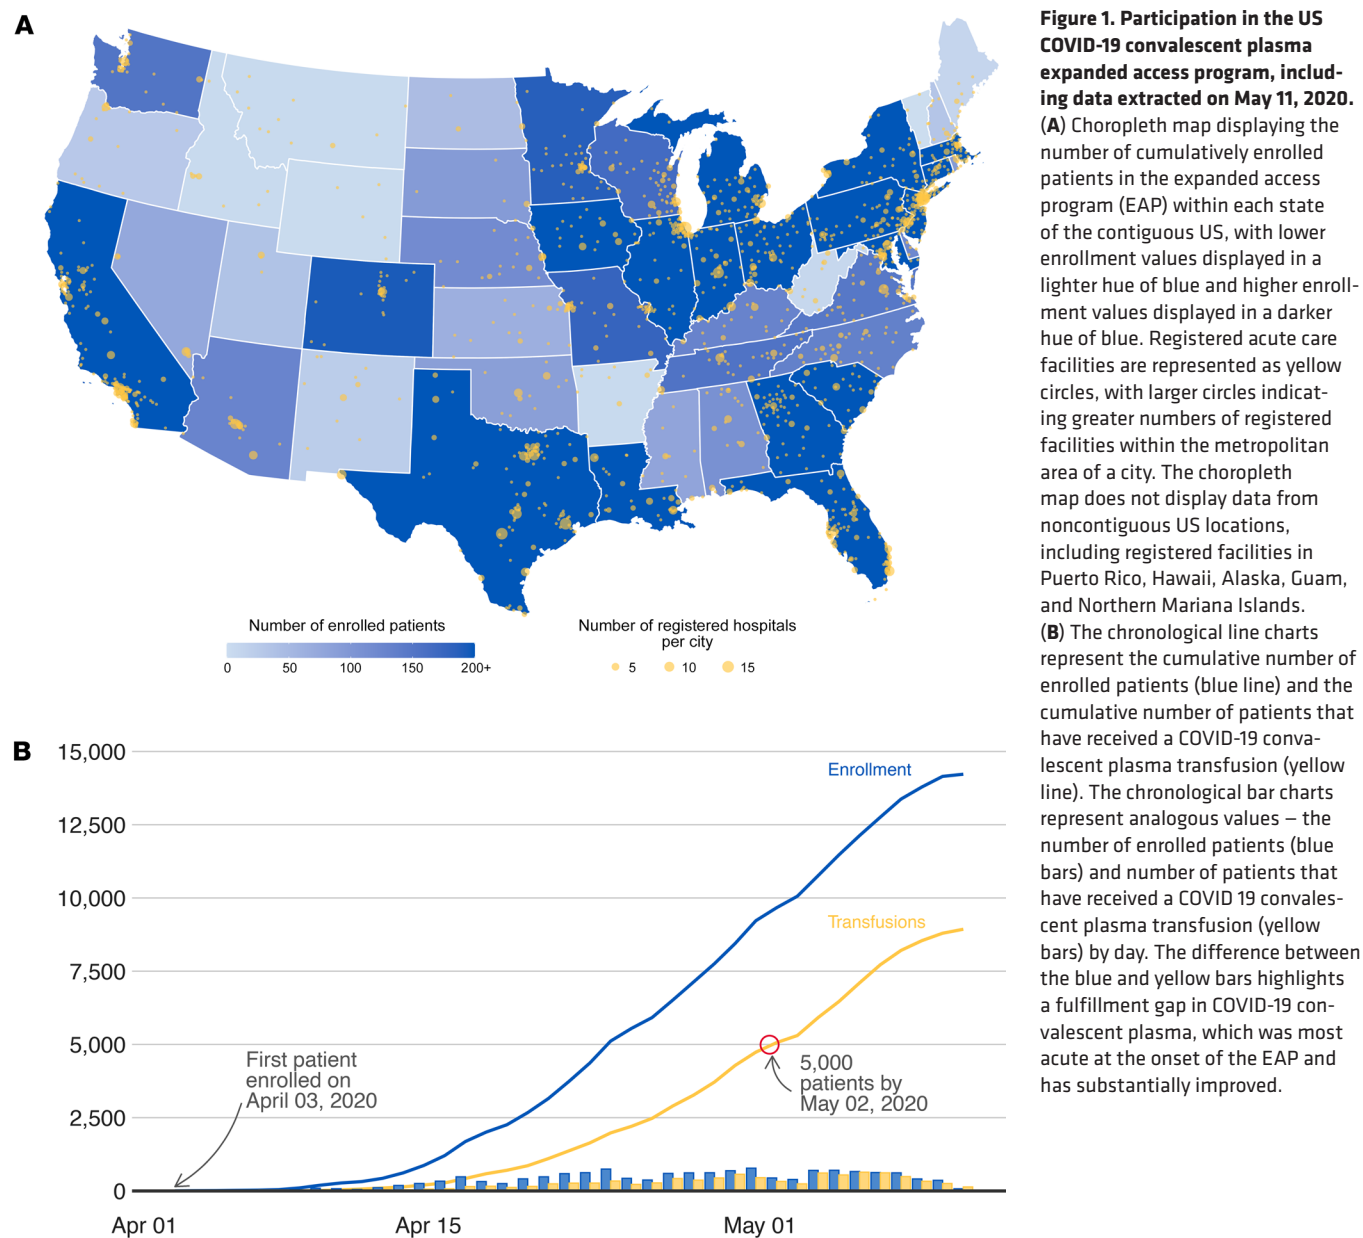 A
Figure 1. Participation in the US
COVID-19 convalescent plasma
expanded access program, includ-
ing data extracted on May 11, 2020.
(A) Choropleth map displaying the
number of cumulatively enrolled
patients in the expanded access
program (EAP) within each state
of the contiguous US, with lower
enrollment values displayed in a
lighter hue of blue and higher enroll-
ment values displayed in a darker
hue of blue. Registered acute care
facilities are represented as yellow
circles, with larger circles indicat-
ing greater numbers of registered
facilities within the metropolitan
area of a city. The choropleth
map does not display data from
noncontiguous US locations,
including registered facilities in
Puerto Rico, Hawaii, Alaska, Guam,
and Northern Mariana Islands.
(B) The chronological line charts
represent the cumulative number of
enrolled patients (blue line) and the
cumulative number of patients that
have received a COVID-19 conva-
lescent plasma transfusion (yellow
line). The chronological bar charts
represent analogous values – the
number of enrolled patients (blue
bars) and number of patients that
have received a COVID 19 convales-
cent plasma transfusion (yellow
bars) by day. The difference between
the blue and yellow bars highlights
a fulfillment gap in COVID-19 con-
valescent plasma, which was most
acute at the onset of the EAP and
has substantially improved.
Number of enrolled patients
0 50 100 150 200+
Number of registered hospitals
per city
5 10 15
B
15,000
12,500
10,000
7,500
5,000
2,500
0
Enrollment
Transfusions
First patient
enrolled on
April 03, 2020
5,000
patients by
May 02, 2020
Apr 01 Apr 15 May 01